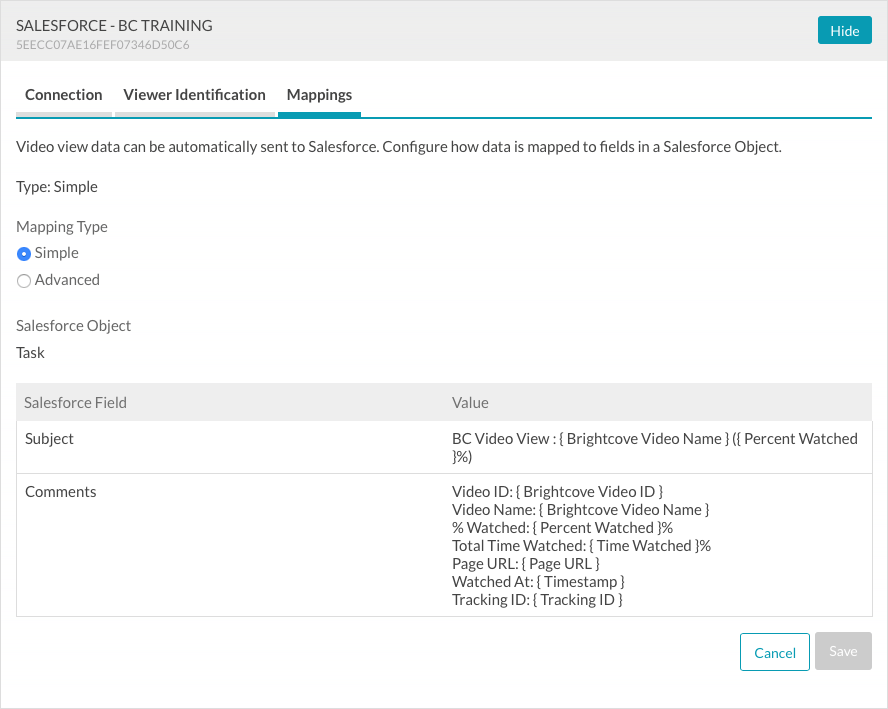 SALESFORCE - BC TRAINING
5EECC07AE16FEF07346D50C6
Hide
Connection Viewer Identification Mappings
Video view data can be automatically sent to Salesforce. Configure how data is mapped to fields in a Salesforce Object.
Type: Simple
Mapping Type
Simple
Advanced
Salesforce Object
Task
Salesforce Field Value
Subject BC Video View : { Brightcove Video Name } ({ Percent Watched
}%)
Comments Video ID: { Brightcove Video ID }
Video Name: { Brightcove Video Name }
% Watched: { Percent Watched }%
Total Time Watched: { Time Watched }%
Page URL: { Page URL }
Watched At: { Timestamp }
Tracking ID: { Tracking ID }
Cancel Save